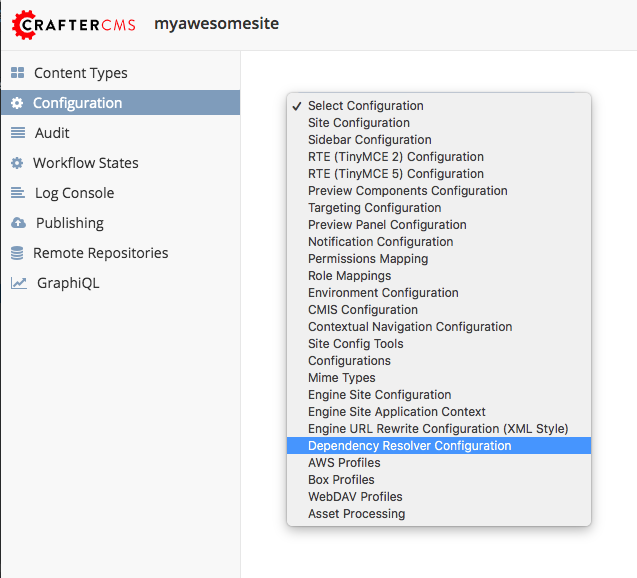 CRAFTERCMS myawesomesite
Content Types
Configuration
Audit
Workflow States
Log Console
Publishing
Remote Repositories
GraphiQL
✓ Select Configuration
Site Configuration
Sidebar Configuration
RTE (TinyMCE 2) Configuration
RTE (TinyMCE 5) Configuration
Preview Components Configuration
Targeting Configuration
Preview Panel Configuration
Notification Configuration
Permissions Mapping
Role Mappings
Environment Configuration
CMIS Configuration
Contextual Navigation Configuration
Site Config Tools
Configurations
Mime Types
Engine Site Configuration
Engine Site Application Context
Engine URL Rewrite Configuration (XML Style)
Dependency Resolver Configuration
AWS Profiles
Box Profiles
WebDAV Profiles
Asset Processing